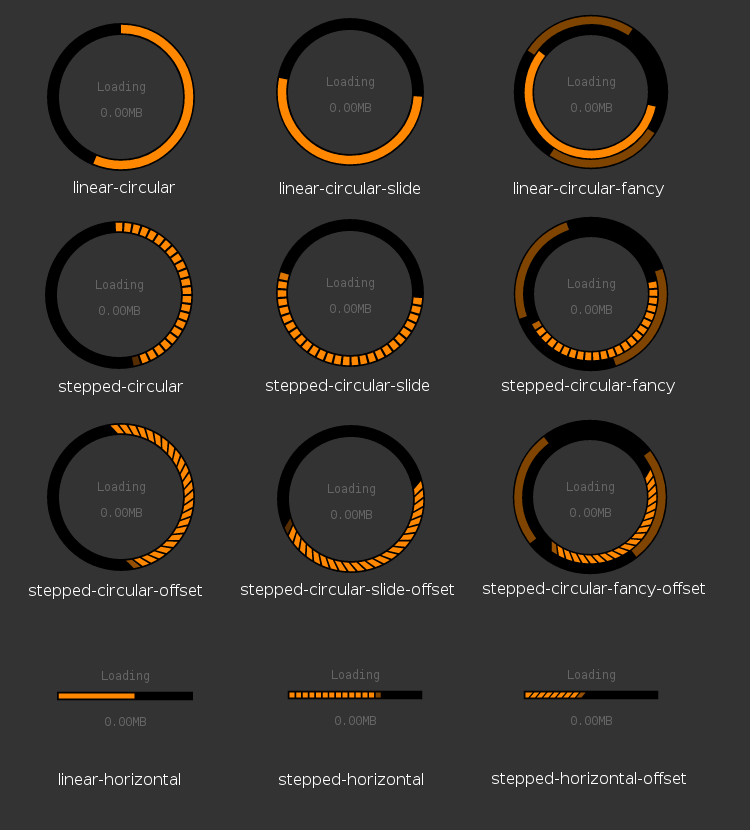 Loading
0.00MB
linear-circular
Loading
0.00MB
linear-circular-slide
Loading
0.00MB
linear-circular-fancy
Loading
0.00MB
stepped-circular
Loading
0.00MB
stepped-circular-slide
Loading
0.00MB
stepped-circular-fancy
Loading
0.00MB
stepped-circular-offset
Loading
0.00MB
stepped-circular-slide-offset
Loading
0.00MB
stepped-circular-fancy-offset
Loading
0.00MB
linear-horizontal
Loading
0.00MB
stepped-horizontal
Loading
0.00MB
stepped-horizontal-offset